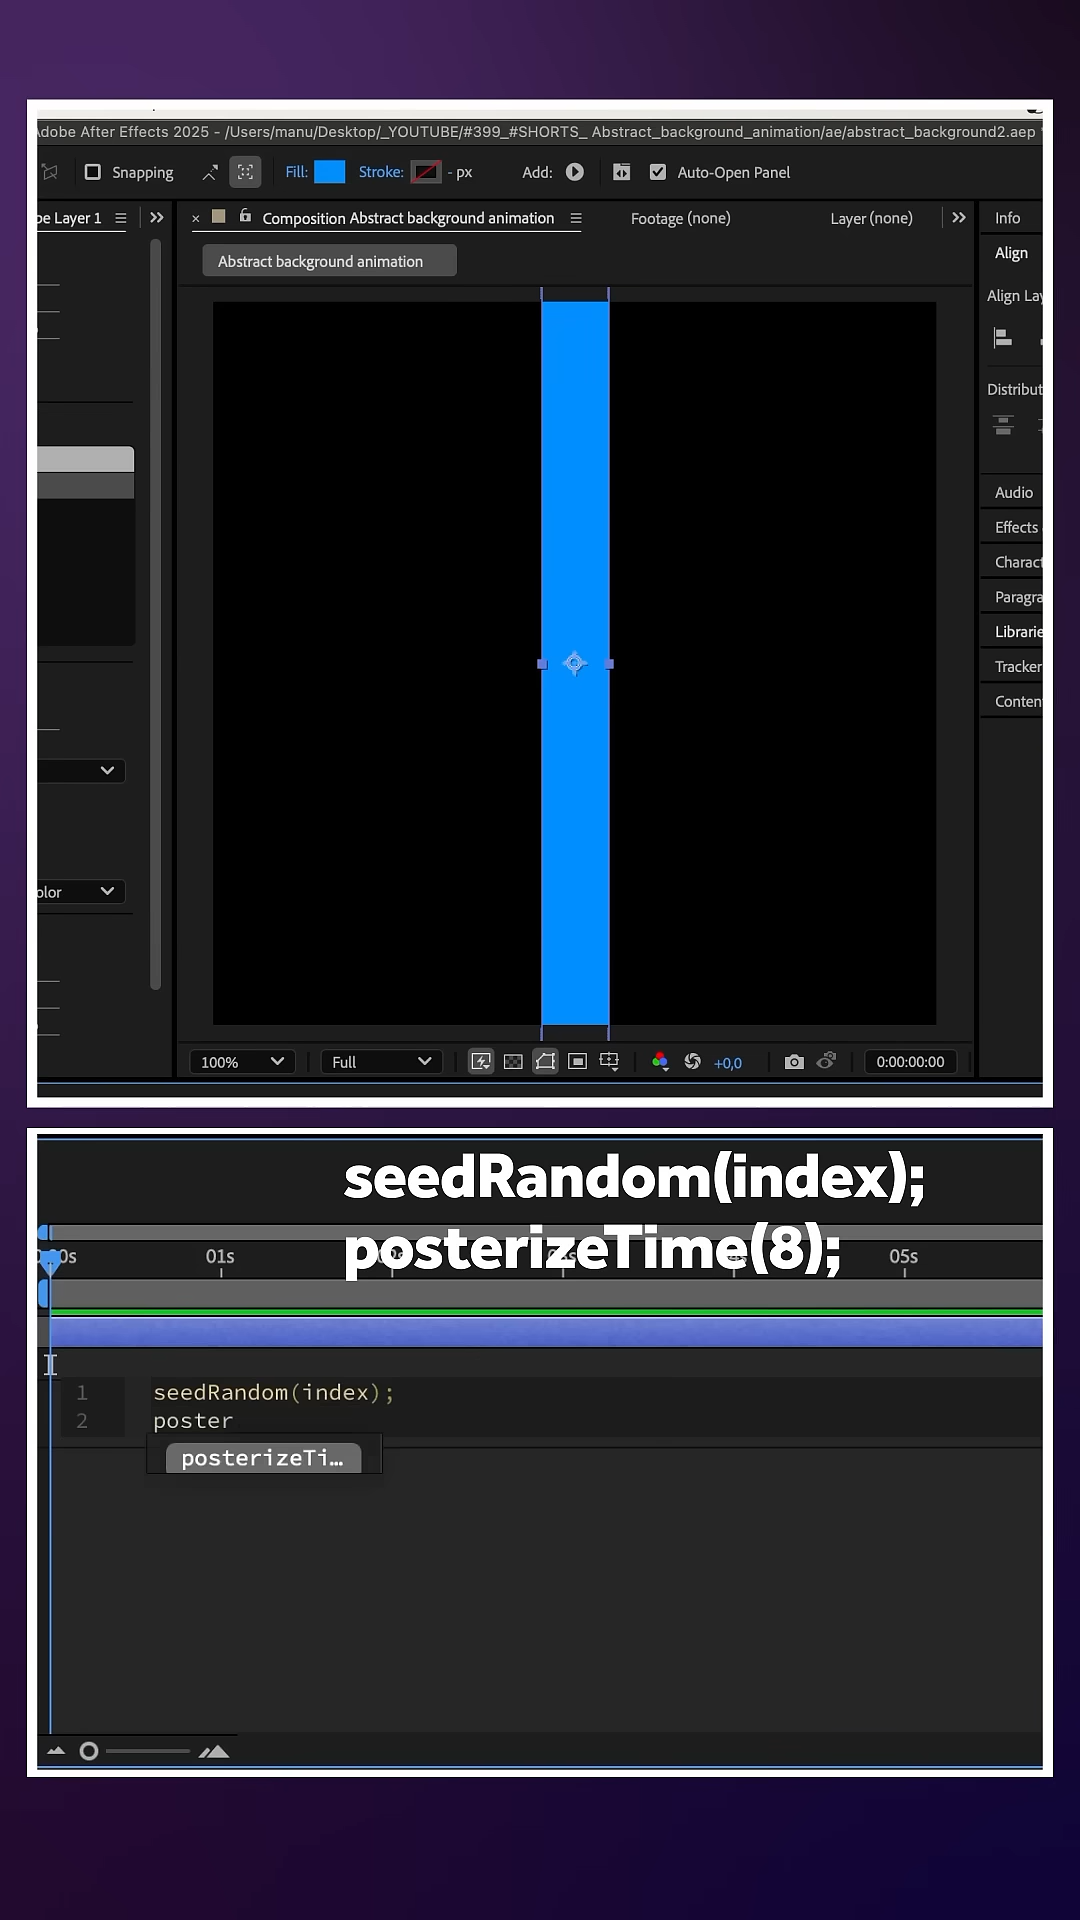 Adobe After Effects 2025 - /Users/manu/Desktop/_YOUTUBE/#399_#SHORTS_ Abstract_background_animation/ae/abstract_background2.aep
Snapping Fill: Stroke: - px Add: Auto-Open Panel
pe Layer 1 Composition Abstract background animation Footage (none) Layer (none) Info
Abstract background animation
Align
Align Lay
Distribut
Audio
Effects
Charact
Paragra
Librarie
Tracker
Conten
olor
100% Full +0,0 0:00:00:00
seedRandom(index);
posterizeTime(8);
01s 05s
1 seedRandom(index);
2 poster
posterizeTi...